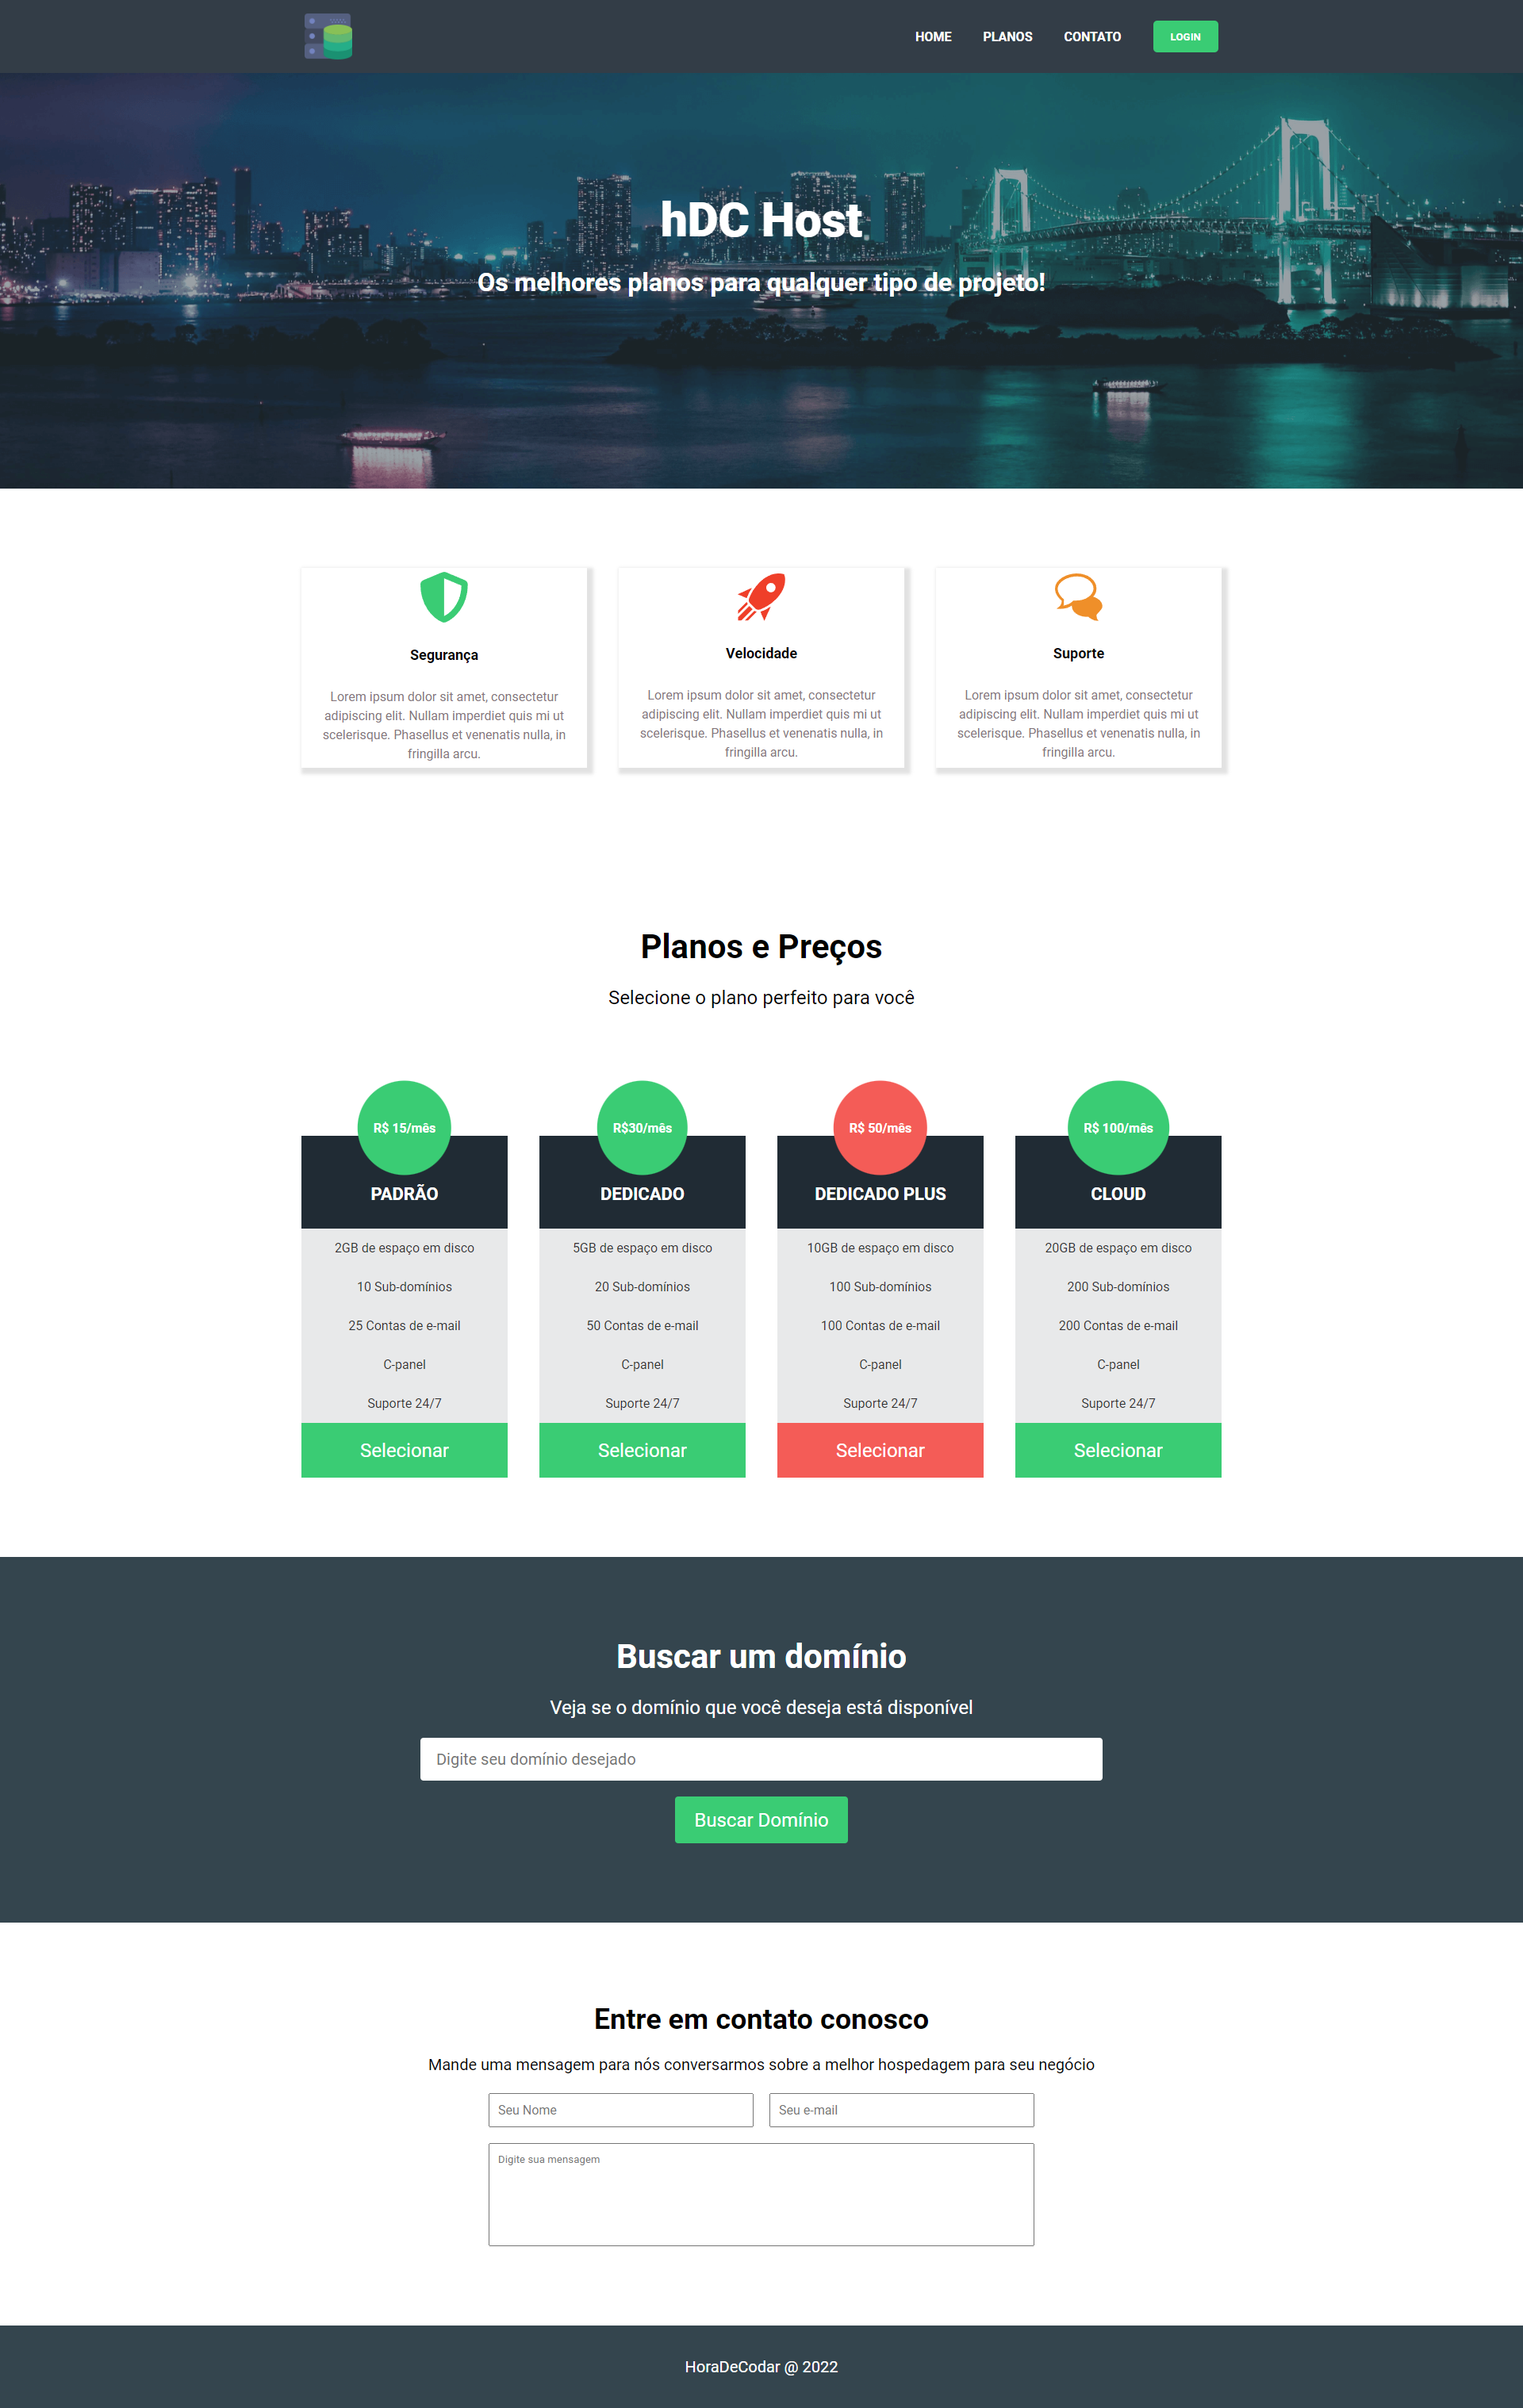 HOME
PLANOS
CONTATO
LOGIN
hDC Host
Os melhores planos para qualquer tipo de projeto!
Segurança
Lorem ipsum dolor sit amet, consectetur
adipiscing elit. Nullam imperdiet quis mi ut
scelerisque. Phasellus et venenatis nulla, in
fringilla arcu.
Velocidade
Lorem ipsum dolor sit amet, consectetur
adipiscing elit. Nullam imperdiet quis mi ut
scelerisque. Phasellus et venenatis nulla, in
fringilla arcu.
Suporte
Lorem ipsum dolor sit amet, consectetur
adipiscing elit. Nullam imperdiet quis mi ut
scelerisque. Phasellus et venenatis nulla, in
fringilla arcu.
Planos e Preços
Selecione o plano perfeito para você
R$ 15/mês
PADRÃO
2GB de espaço em disco
10 Sub-domínios
25 Contas de e-mail
C-panel
Suporte 24/7
Selecionar
R$30/mês
DEDICADO
5GB de espaço em disco
20 Sub-domínios
50 Contas de e-mail
C-panel
Suporte 24/7
Selecionar
R$ 50/mês
DEDICADO PLUS
10GB de espaço em disco
100 Sub-domínios
100 Contas de e-mail
C-panel
Suporte 24/7
Selecionar
R$ 100/mês
CLOUD
20GB de espaço em disco
200 Sub-domínios
200 Contas de e-mail
C-panel
Suporte 24/7
Selecionar
Buscar um domínio
Veja se o domínio que você deseja está disponível
Digite seu domínio desejado
Buscar Domínio
Entre em contato conosco
Mande uma mensagem para nós conversarmos sobre a melhor hospedagem para seu negócio
Seu Nome
Seu e-mail
Digite sua mensagem
HoraDeCodar @ 2022